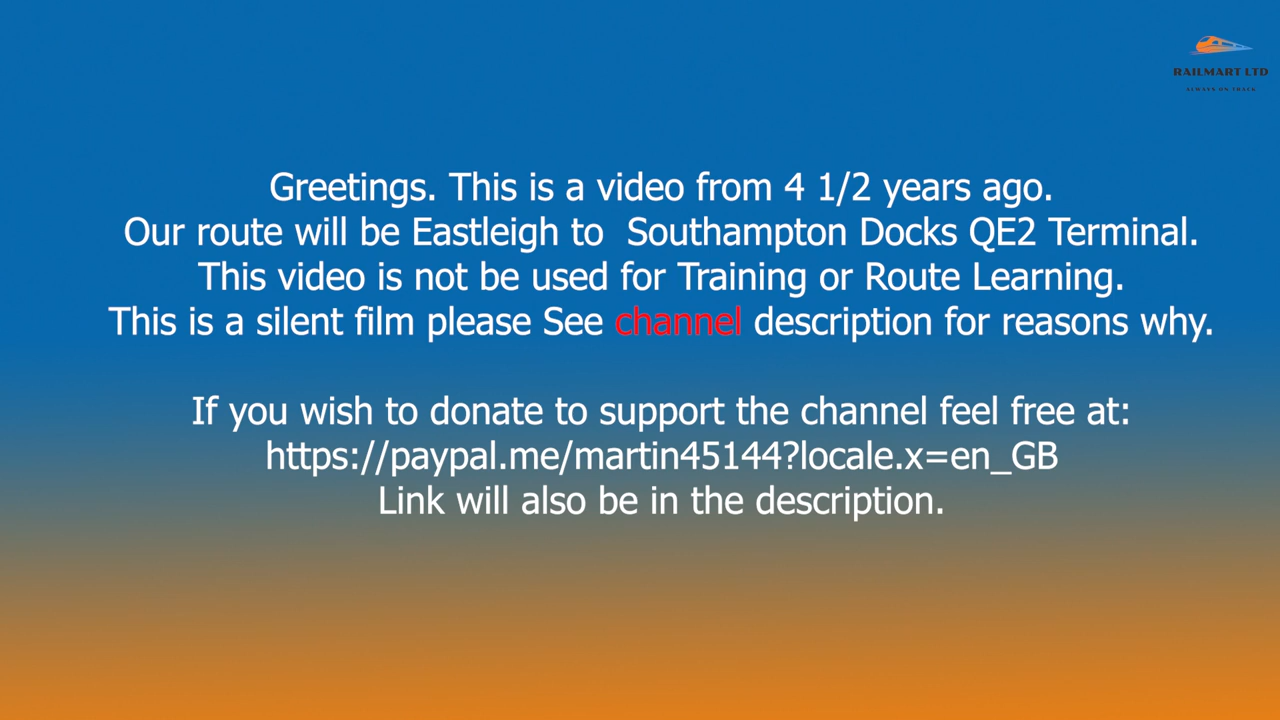 RAILMART LTD
ALWAYS ON TRACK
Greetings. This is a video from 4 1/2 years ago.
Our route will be Eastleigh to  Southampton Docks QE2 Terminal.
This video is not be used for Training or Route Learning.
This is a silent film please See channel description for reasons why.
If you wish to donate to support the channel feel free at:
https://paypal.me/martin45144?locale.x=en_GB
Link will also be in the description.